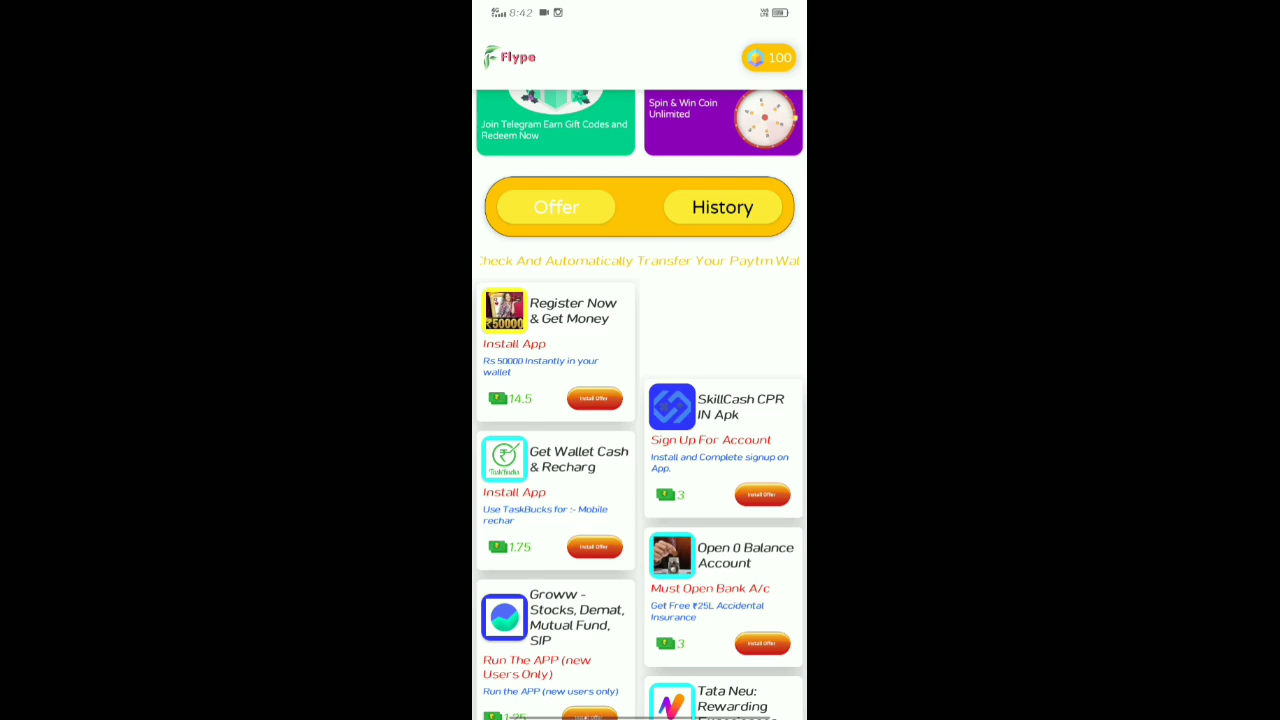 4G 8:42 VoB LTE
Flype
100
Join Telegram Earn Gift Codes and
Redeem Now
Spin & Win Coin
Unlimited
Offer
History
Check And Automatically Transfer Your Paytm Wal
₹50000
Register Now
& Get Money
Install App
Rs 50000 Instantly in your
wallet
14.5
Install Offer
TaskBucks
Get Wallet Cash
& Recharg
Install App
Use TaskBucks for :- Mobile
rechar
1.75
Install Offer
Groww -
Stocks, Demat,
Mutual Fund,
SIP
Run The APP (new
Users Only)
Run the APP (new users only)
1.25
SkillCash CPR
IN Apk
Sign Up For Account
Install and Complete signup on
App.
3
Install Offer
Open 0 Balance
Account
Must Open Bank A/c
Get Free ₹25L Accidental
Insurance
3
Install Offer
Tata Neu:
Rewarding